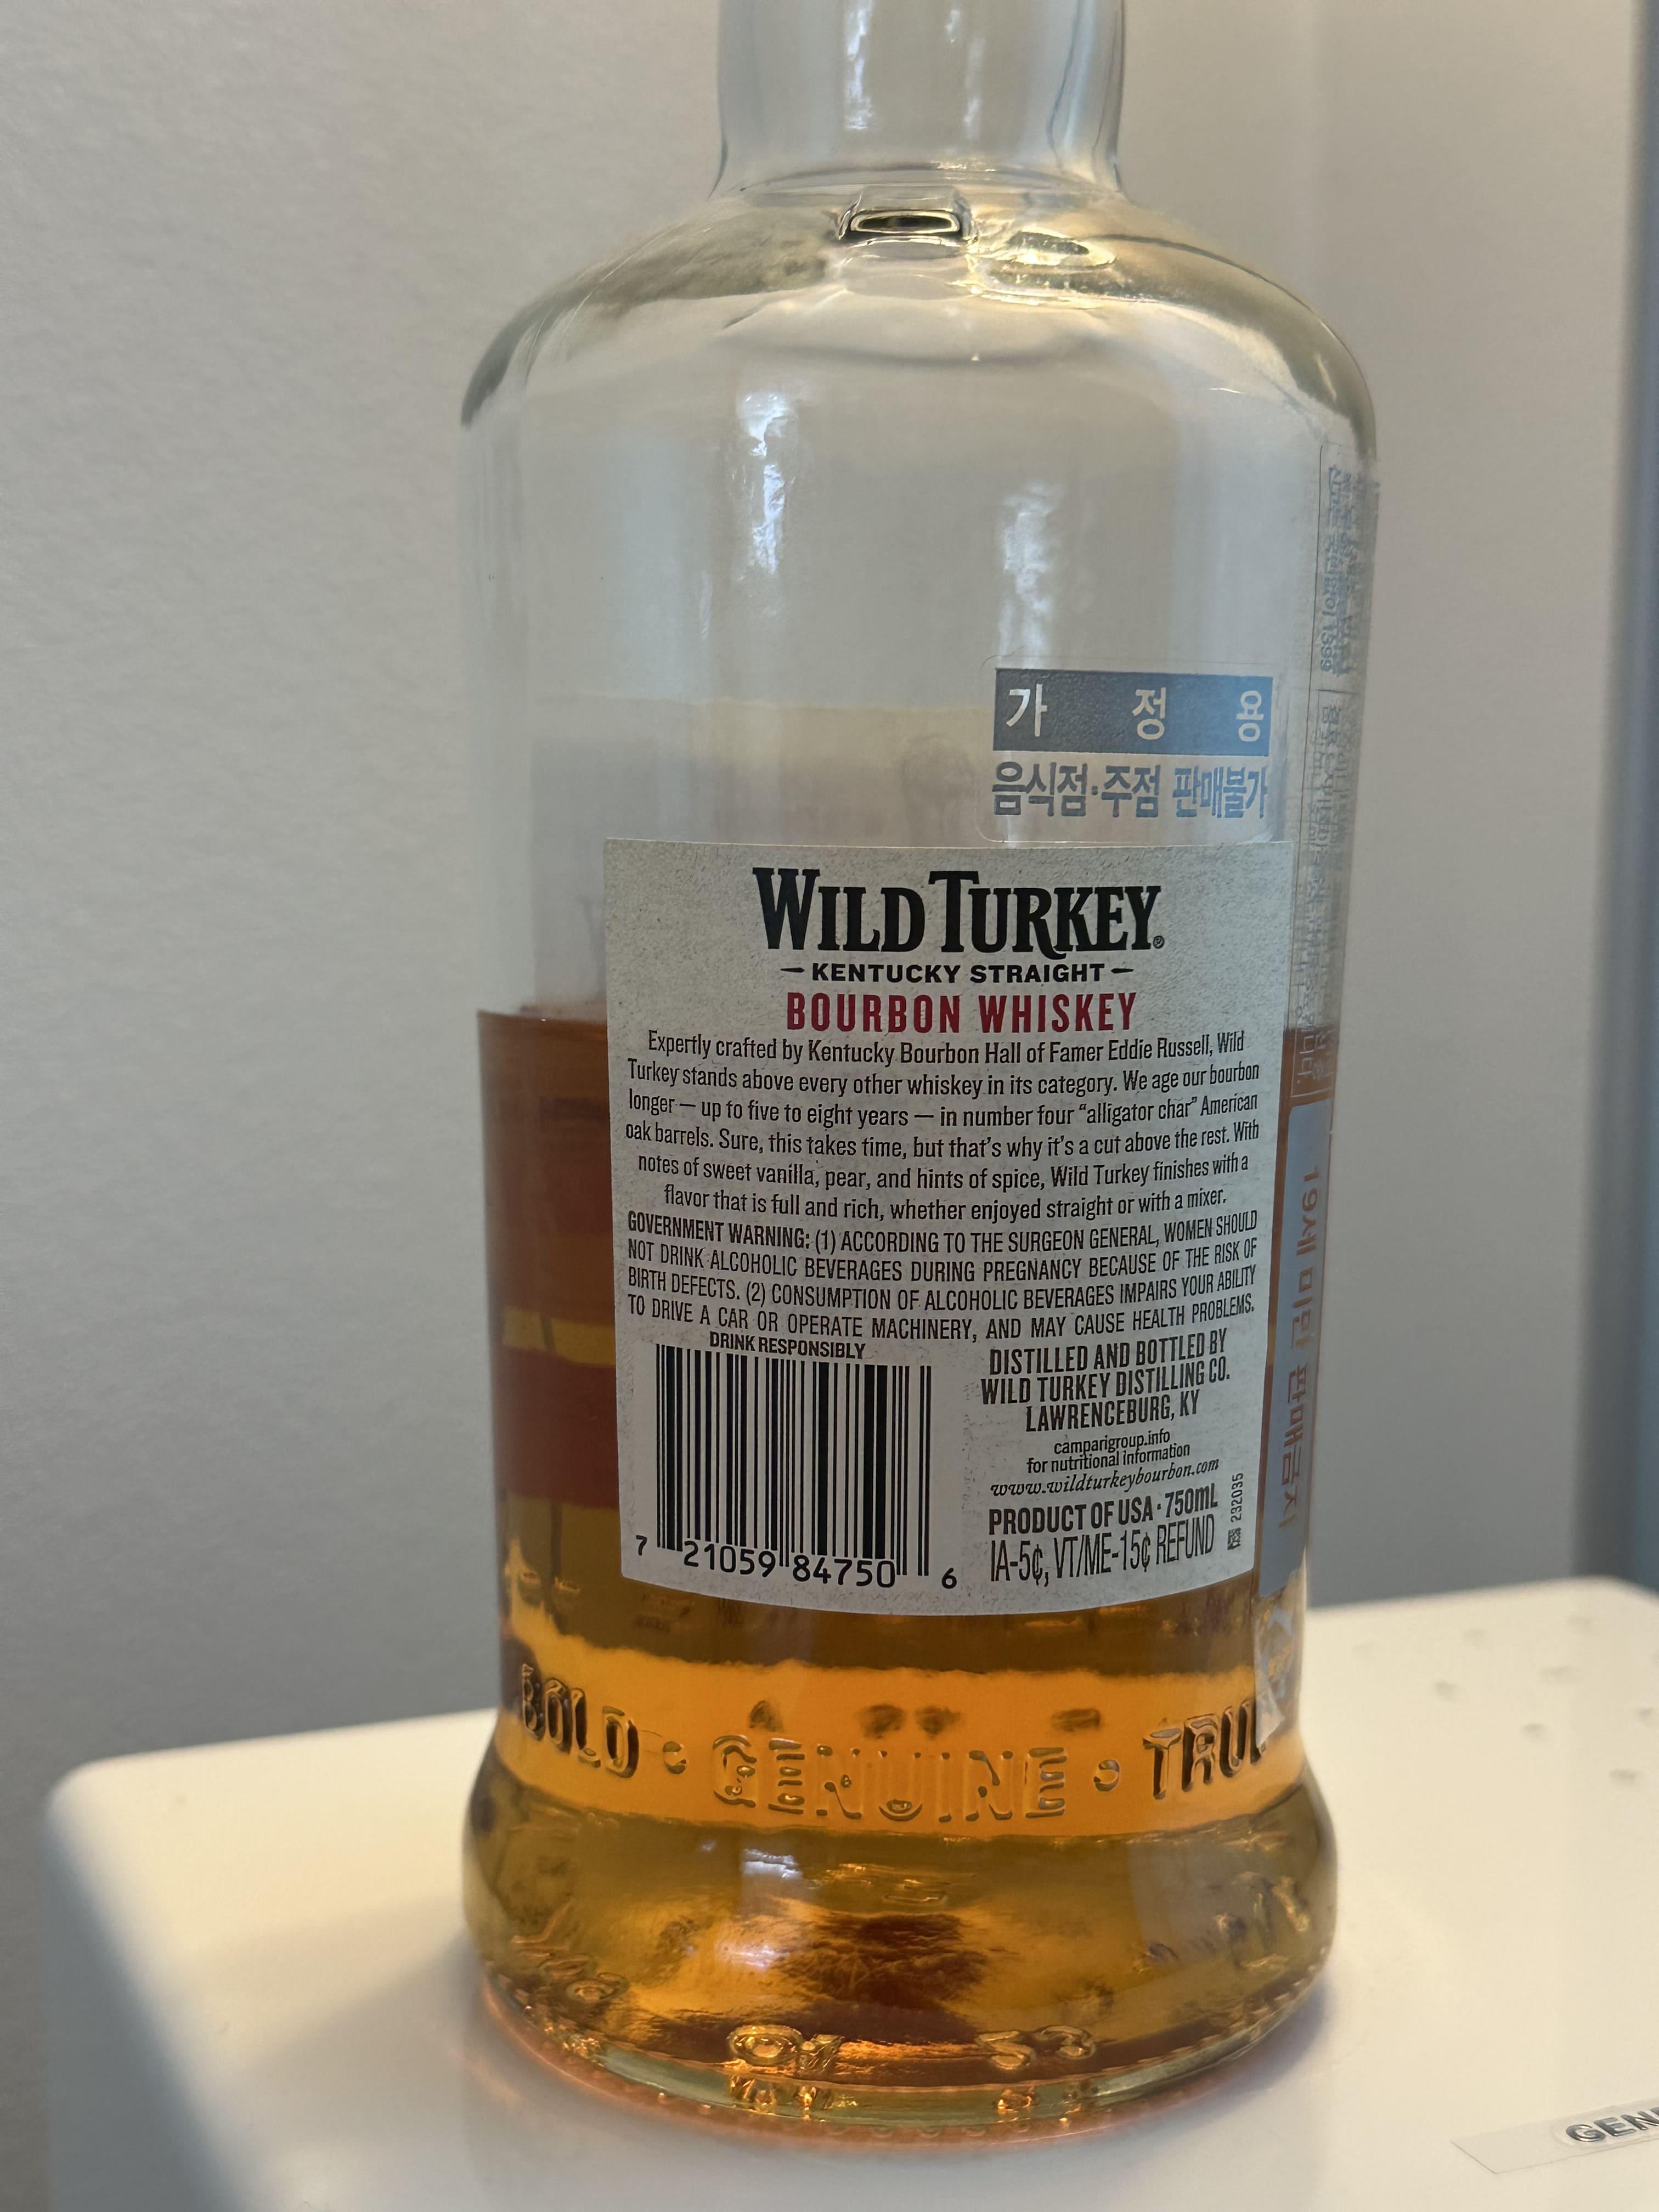 가 정 용
음식점·주점 판매불가
WILD TURKEY®
KENTUCKY STRAIGHT
BOURBON WHISKEY
Expertly crafted by Kentucky Bourbon Hall of Famer Eddie Russell, Wild
Turkey stands above every other whiskey in its category. We age our bourbon
longer — up to five to eight years — in number four “alligator char” American
oak barrels. Sure, this takes time, but that’s why it’s a cut above the rest. With
notes of sweet vanilla, pear, and hints of spice, Wild Turkey finishes with a
flavor that is full and rich, whether enjoyed straight or with a mixer.
GOVERNMENT WARNING: (1) ACCORDING TO THE SURGEON GENERAL, WOMEN SHOULD
NOT DRINK ALCOHOLIC BEVERAGES DURING PREGNANCY BECAUSE OF THE RISK OF
BIRTH DEFECTS. (2) CONSUMPTION OF ALCOHOLIC BEVERAGES IMPAIRS YOUR ABILITY
TO DRIVE A CAR OR OPERATE MACHINERY, AND MAY CAUSE HEALTH PROBLEMS.
DRINK RESPONSIBLY
7 21059 84750 6
DISTILLED AND BOTTLED BY
WILD TURKEY DISTILLING CO.
LAWRENCEBURG, KY
camparigroup.info
for nutritional information
www.wildturkeybourbon.com
PRODUCT OF USA · 750mL
IA-5¢, VT/ME-15¢ REFUND
232035
19세 미만 판매금지
BOLD • GENUINE • TRUE
53